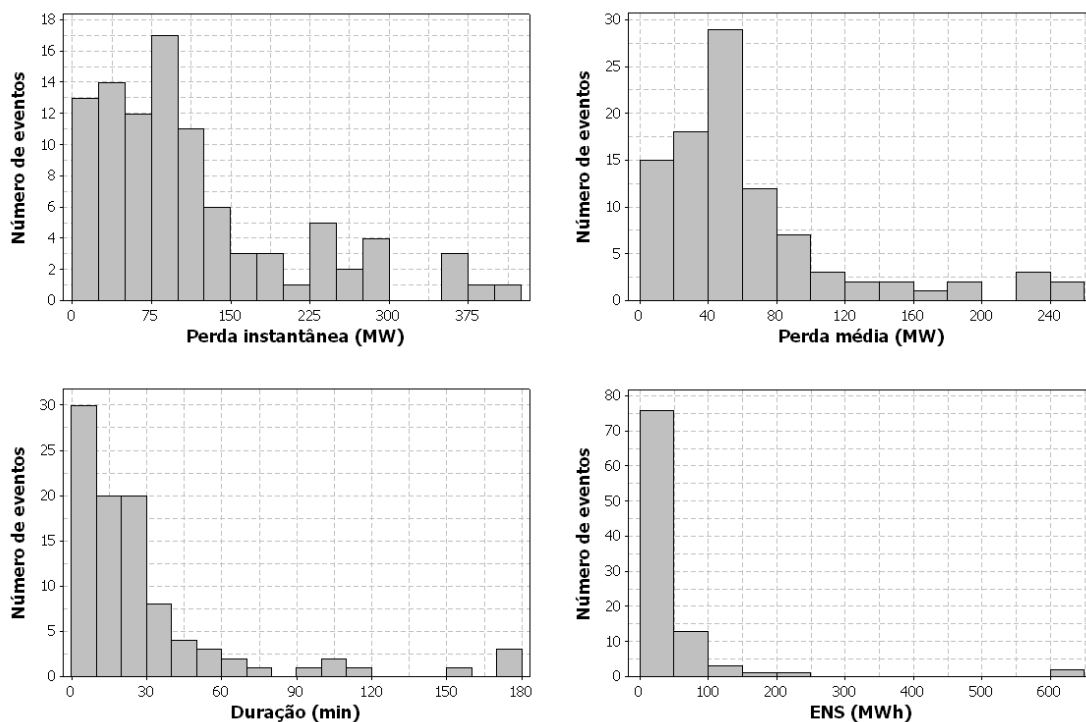 Número de eventos
18
16
14
12
10
8
6
4
2
0
0 75 150 225 300 375
Perda instantânea (MW)
Número de eventos
30
25
20
15
10
5
0
0 40 80 120 160 200 240
Perda média (MW)
Número de eventos
30
25
20
15
10
5
0
0 30 60 90 120 150 180
Duração (min)
Número de eventos
80
70
60
50
40
30
20
10
0
0 100 200 300 400 500 600
ENS (MWh)